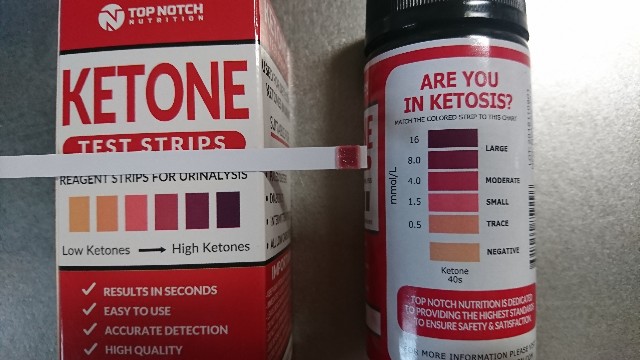 TOP NOTCH
NUTRITION
KETONE
TEST STRIPS
REAGENT STRIPS FOR URINALYSIS
Low Ketones High Ketones
RESULTS IN SECONDS
EASY TO USE
ACCURATE DETECTION
HIGH QUALITY
ARE YOU
IN KETOSIS?
MATCH THE COLORED STRIP TO THIS CHART
mmol/L
16
8.0
4.0
1.5
0.5
LARGE
MODERATE
SMALL
TRACE
NEGATIVE
Ketone
40s
TOP NOTCH NUTRITION IS DEDICATED
TO PROVIDING THE HIGHEST STANDARDS
TO ENSURE SAFETY & SATISFACTION.
FOR MORE INFORMATION PLEASE